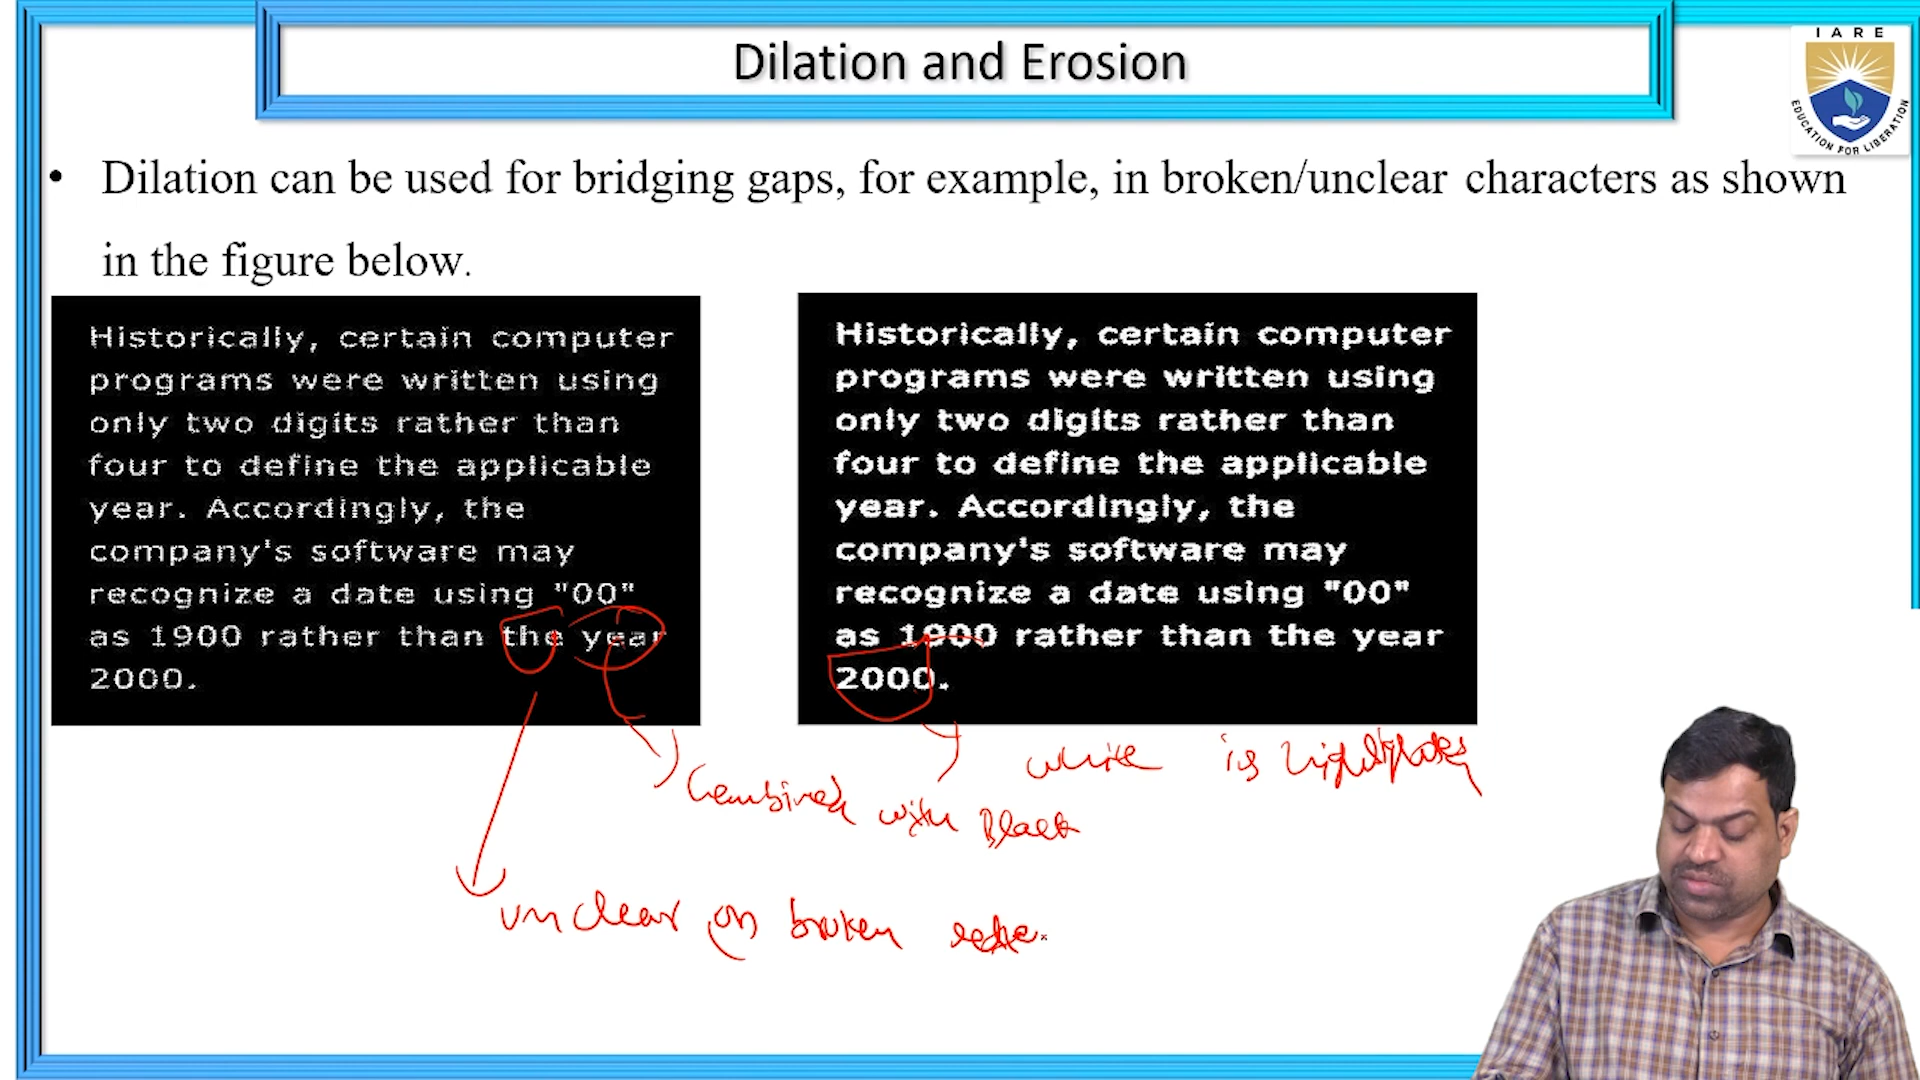 Dilation and Erosion
IARE
EDUCATION FOR LIBERATION
• Dilation can be used for bridging gaps, for example, in broken/unclear characters as shown
in the figure below.
Historically, certain computer
programs were written using
only two digits rather than
four to define the applicable
year. Accordingly, the
company's software may
recognize a date using "00"
as 1900 rather than the year
2000.
Historically, certain computer
programs were written using
only two digits rather than
four to define the applicable
year. Accordingly, the
company's software may
recognize a date using "00"
as 1900 rather than the year
2000.
white is
Combined with Black
unclear or broken